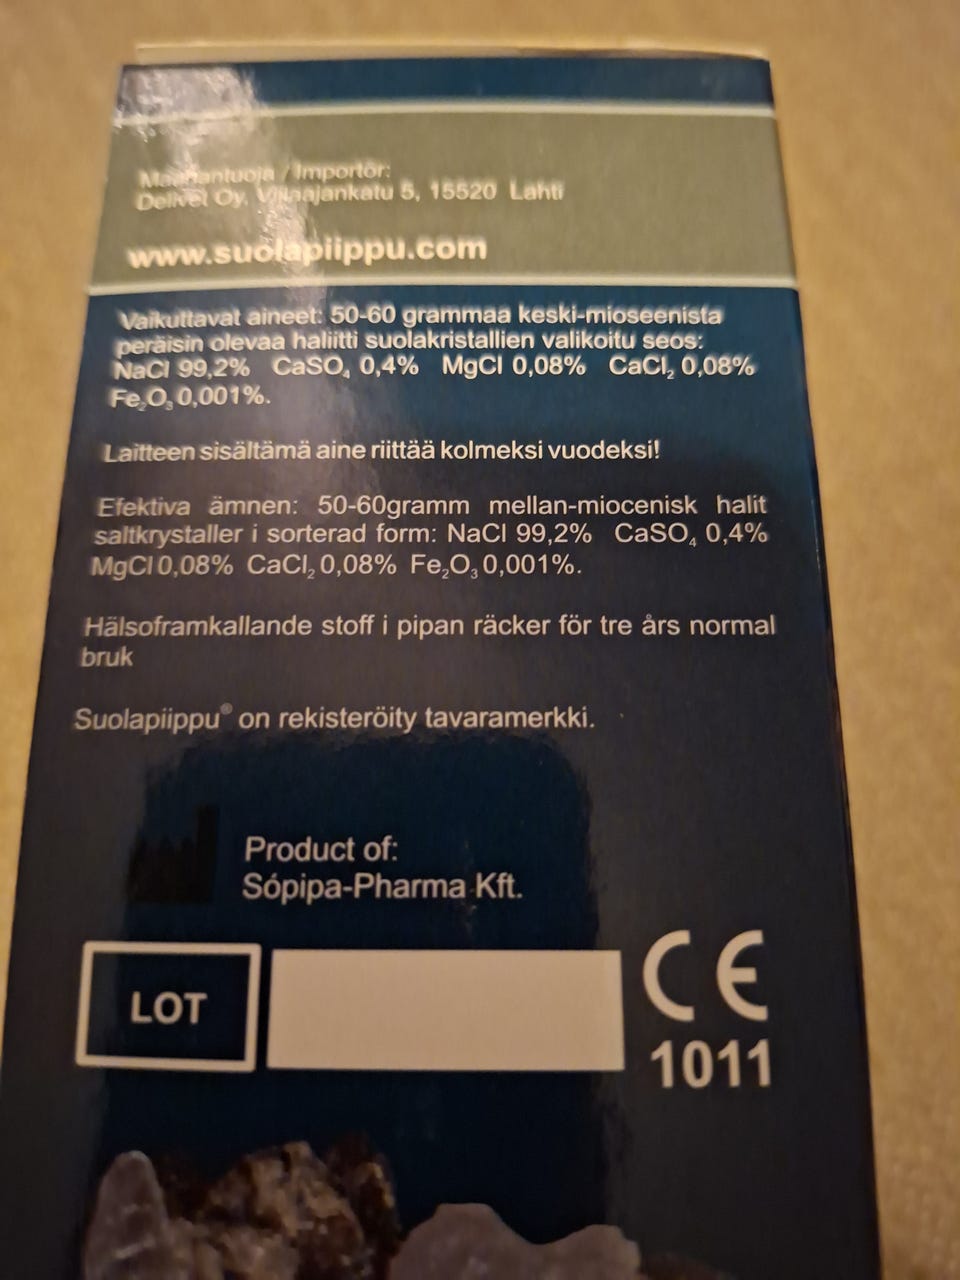 Maahantuoja / Importör:
Delivet Oy, Viilaajankatu 5, 15520 Lahti
www.suolapiippu.com
Vaikuttavat aineet: 50-60 grammaa keski-mioseenista
peräisin olevaa haliitti suolakristallien valikoitu seos:
NaCl 99,2% CaSO₄ 0,4% MgCl 0,08% CaCl₂ 0,08%
Fe₂O₃ 0,001%.
Laitteen sisältämä aine riittää kolmeksi vuodeksi!
Efektiva ämnen: 50-60gramm mellan-miocenisk halit
saltkrystaller i sorterad form: NaCl 99,2% CaSO₄ 0,4%
MgCl 0,08% CaCl₂ 0,08% Fe₂O₃ 0,001%.
Hälsoframkallande stoff i pipan räcker för tre års normal
bruk
Suolapiippu® on rekisteröity tavaramerkki.
Product of:
Sópipa-Pharma Kft.
LOT
CE
1011